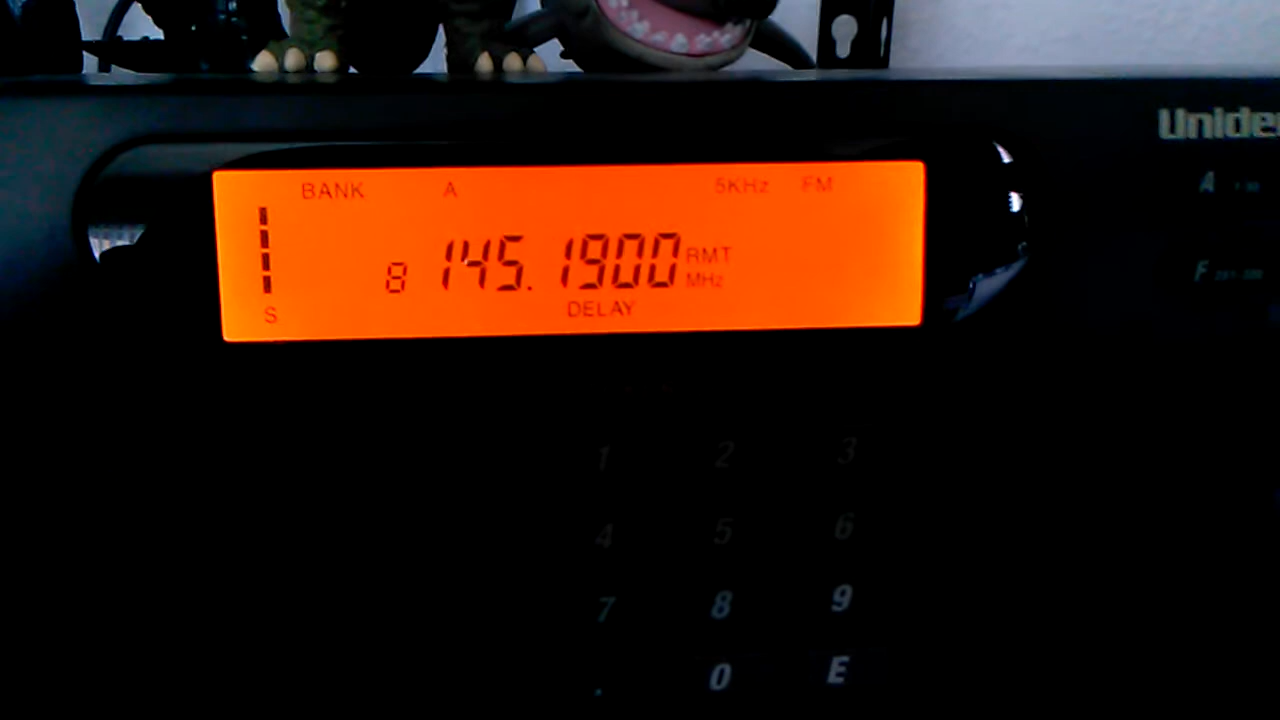 Unide
BANK A 5KHz FM
8 145.1900 RMT
MHz
DELAY
S
A
F
1 2 3
4 5 6
7 8 9
. 0 E